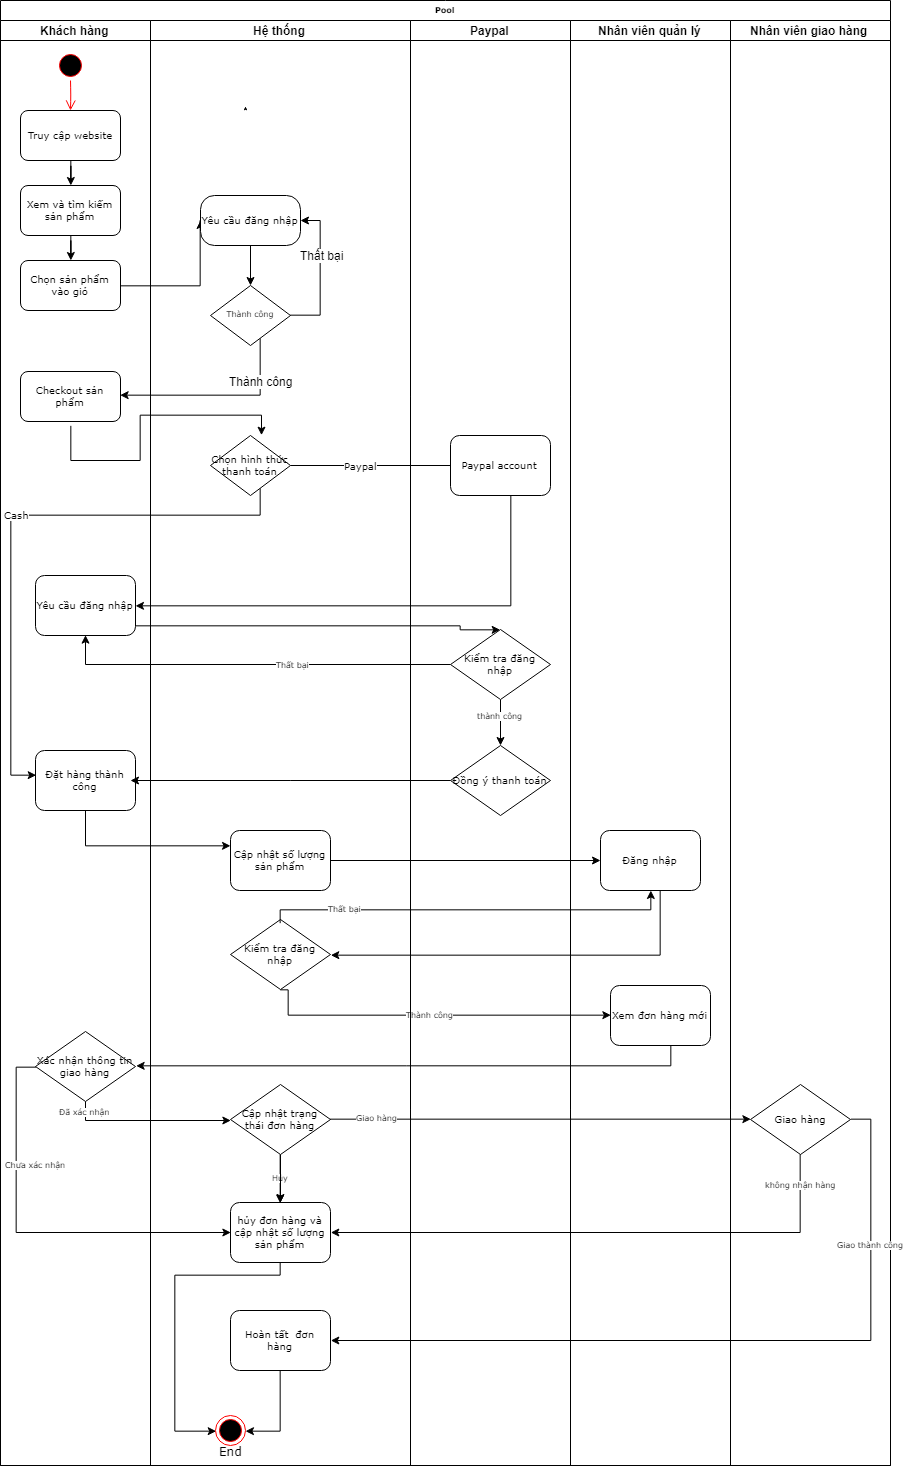 Pool
Khách hàng
Hệ thống
Paypal
Nhân viên quản lý
Nhân viên giao hàng
Truy cập website
Xem và tìm kiếm
sản phẩm
Yêu cầu đăng nhập
Thất bại
Chọn sản phẩm
vào giỏ
Thành công
Thành công
Checkout sản
phẩm
Chọn hình thức
thanh toán
Paypal
Paypal account
Cash
Yêu cầu đăng nhập
Kiểm tra đăng
nhập
Thất bại
thành công
Đặt hàng thành
công
Đồng ý thanh toán
Cập nhật số lượng
sản phẩm
Đăng nhập
Thất bại
Kiểm tra đăng
nhập
Thành công
Xem đơn hàng mới
Xác nhận thông tin
giao hàng
Đã xác nhận
Cập nhật trạng
thái đơn hàng
Giao hàng
Giao hàng
Chưa xác nhận
Hủy
không nhận hàng
hủy đơn hàng và
cập nhật số lượng
sản phẩm
Giao thành công
Hoàn tất  đơn
hàng
End